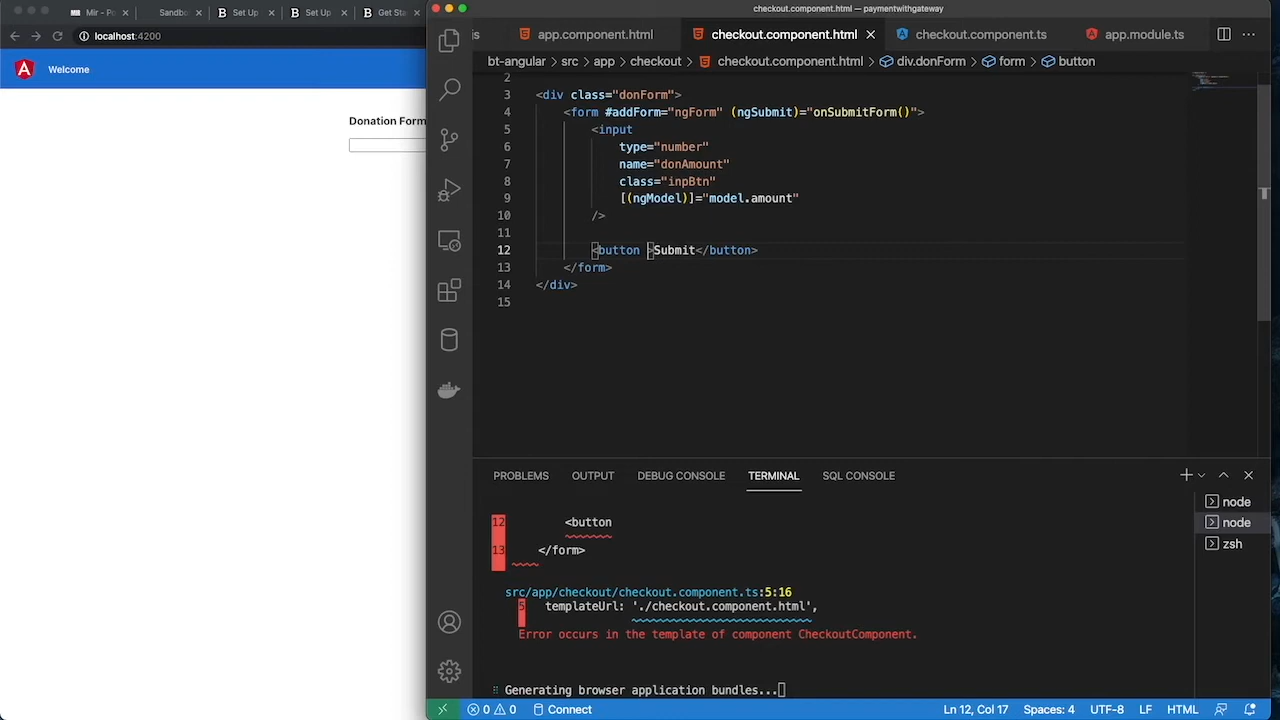 Mir - Po
Sandbo
Set Up
Set Up
Get Sta
localhost:4200
Welcome
Donation Form
checkout.component.html — paymentwithgateway
is
app.component.html
checkout.component.html
checkout.component.ts
app.module.ts
bt-angular > src > app > checkout > checkout.component.html > div.donForm > form > button
2
3 <div class="donForm">
4 <form #addForm="ngForm" (ngSubmit)="onSubmitForm()">
5 <input
6 type="number"
7 name="donAmount"
8 class="inpBtn"
9 [(ngModel)]="model.amount"
10 />
11
12 <button >Submit</button>
13 </form>
14 </div>
15
PROBLEMS OUTPUT DEBUG CONSOLE TERMINAL SQL CONSOLE
12 <button
13 </form>
src/app/checkout/checkout.component.ts:5:16
5 templateUrl: './checkout.component.html',
Error occurs in the template of component CheckoutComponent.
Generating browser application bundles...
node
node
zsh
0 0 Connect
Ln 12, Col 17 Spaces: 4 UTF-8 LF HTML